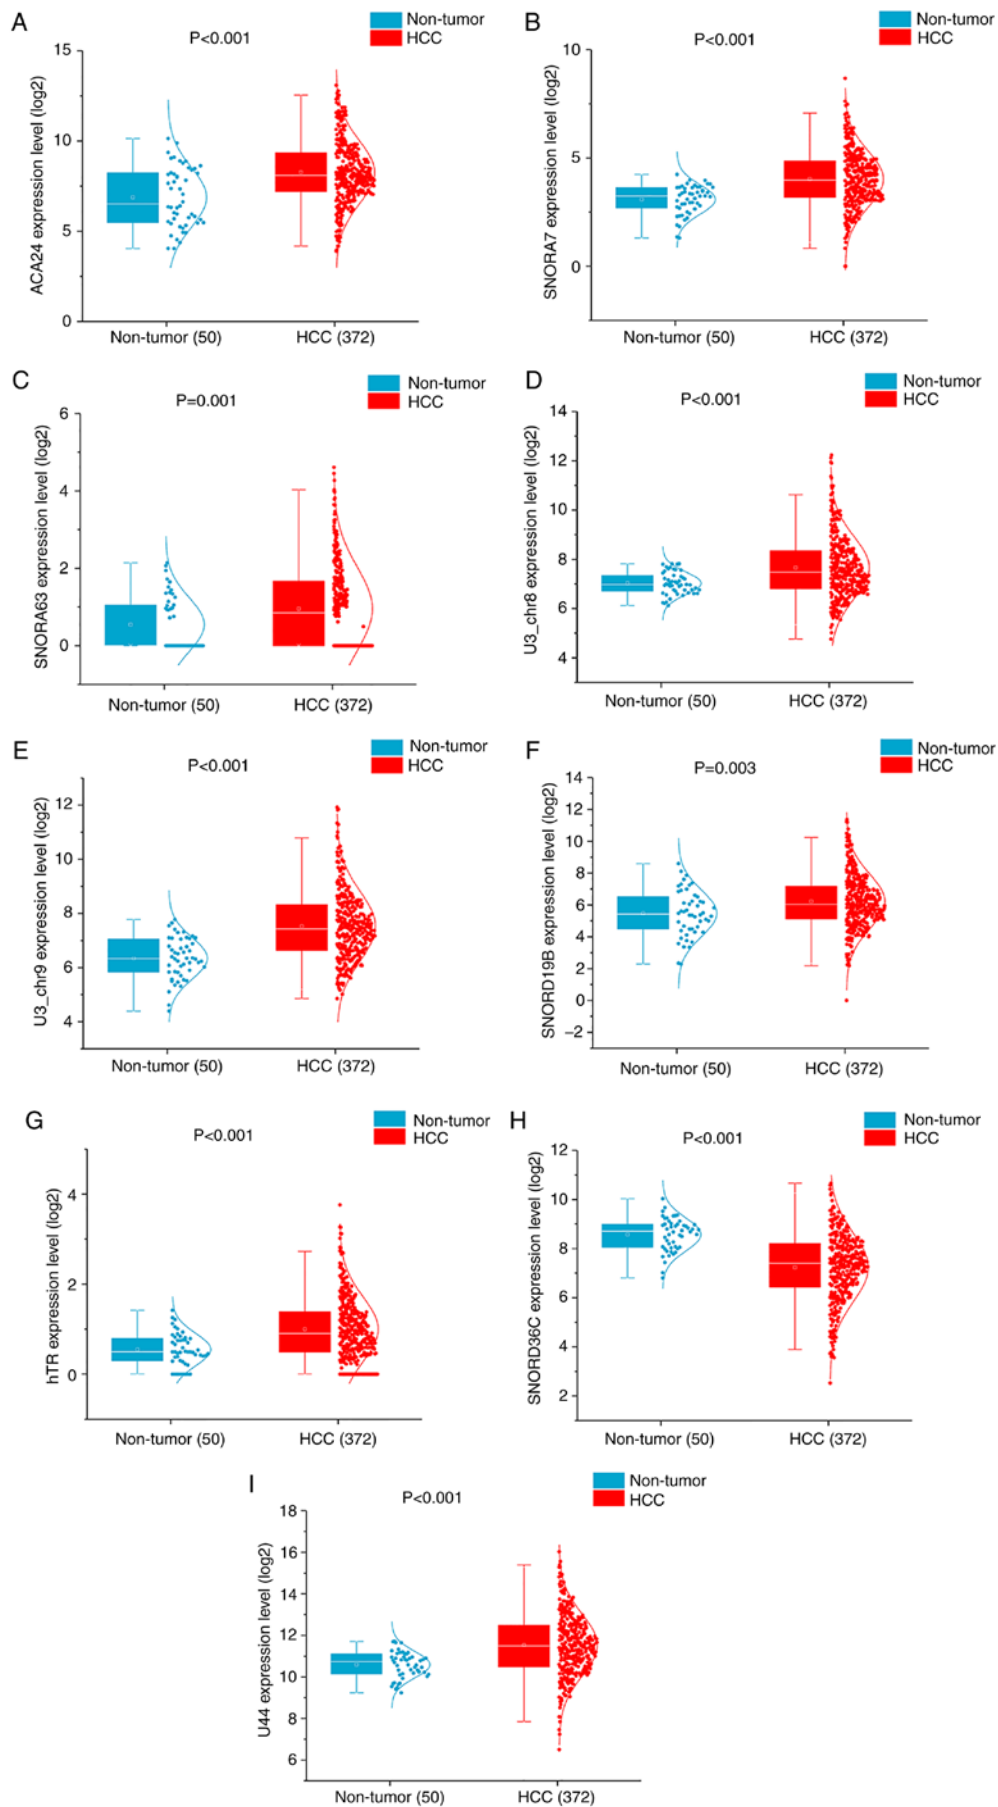 A
P<0.001
Non-tumor
HCC
ACA24 expression level (log2)
15
10
5
0
Non-tumor (50)
HCC (372)
B
P<0.001
Non-tumor
HCC
SNORA7 expression level (log2)
10
5
0
Non-tumor (50)
HCC (372)
C
P=0.001
Non-tumor
HCC
SNORA63 expression level (log2)
6
4
2
0
Non-tumor (50)
HCC (372)
D
P<0.001
Non-tumor
HCC
U3_chr8 expression level (log2)
14
12
10
8
6
4
Non-tumor (50)
HCC (372)
E
P<0.001
Non-tumor
HCC
U3_chr9 expression level (log2)
12
10
8
6
4
Non-tumor (50)
HCC (372)
F
P=0.003
Non-tumor
HCC
SNORD19B expression level (log2)
14
12
10
8
6
4
2
0
−2
Non-tumor (50)
HCC (372)
G
P<0.001
Non-tumor
HCC
hTR expression level (log2)
4
2
0
Non-tumor (50)
HCC (372)
H
P<0.001
Non-tumor
HCC
SNORD36C expression level (log2)
12
10
8
6
4
2
Non-tumor (50)
HCC (372)
I
P<0.001
Non-tumor
HCC
U44 expression level (log2)
18
16
14
12
10
8
6
Non-tumor (50)
HCC (372)